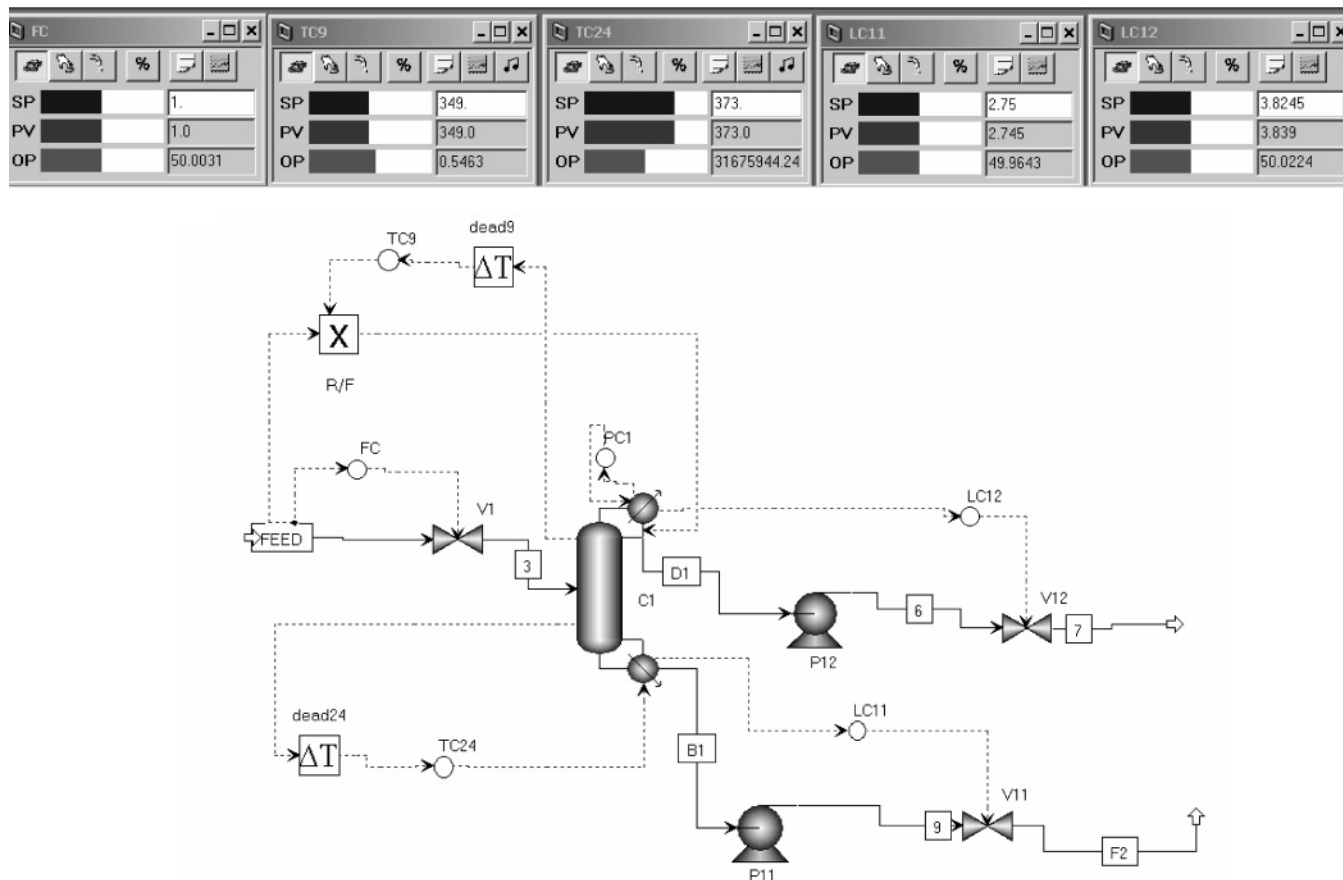 FC
TC9
TC24
LC11
LC12
%
%
%
%
%
SP 1.
PV 1.0
OP 50.0031
SP 349.
PV 349.0
OP 0.5463
SP 373.
PV 373.0
OP 31675944.24
SP 2.75
PV 2.745
OP 49.9643
SP 3.8245
PV 3.839
OP 50.0224
dead9
TC9
ΔT
X
R/F
PC1
FC
LC12
V1
FEED
3
D1
C1
V12
6
7
P12
dead24
LC11
ΔT
TC24
B1
V11
9
F2
P11